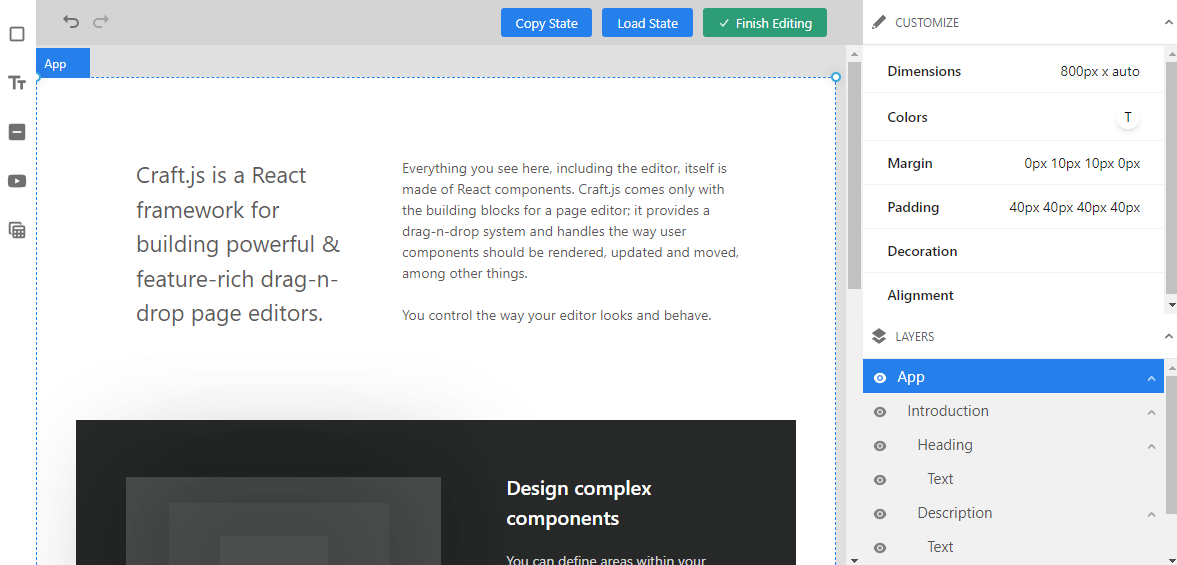 Copy State
Load State
Finish Editing
CUSTOMIZE
App
Tт
Dimensions 800px x auto
Colors T
Margin 0px 10px 10px 0px
Padding 40px 40px 40px 40px
Decoration
Alignment
Craft.js is a React
framework for
building powerful &
feature-rich drag-n-
drop page editors.
Everything you see here, including the editor, itself is
made of React components. Craft.js comes only with
the building blocks for a page editor; it provides a
drag-n-drop system and handles the way user
components should be rendered, updated and moved,
among other things.
You control the way your editor looks and behave.
Design complex
components
You can define areas within your
LAYERS
App
Introduction
Heading
Text
Description
Text